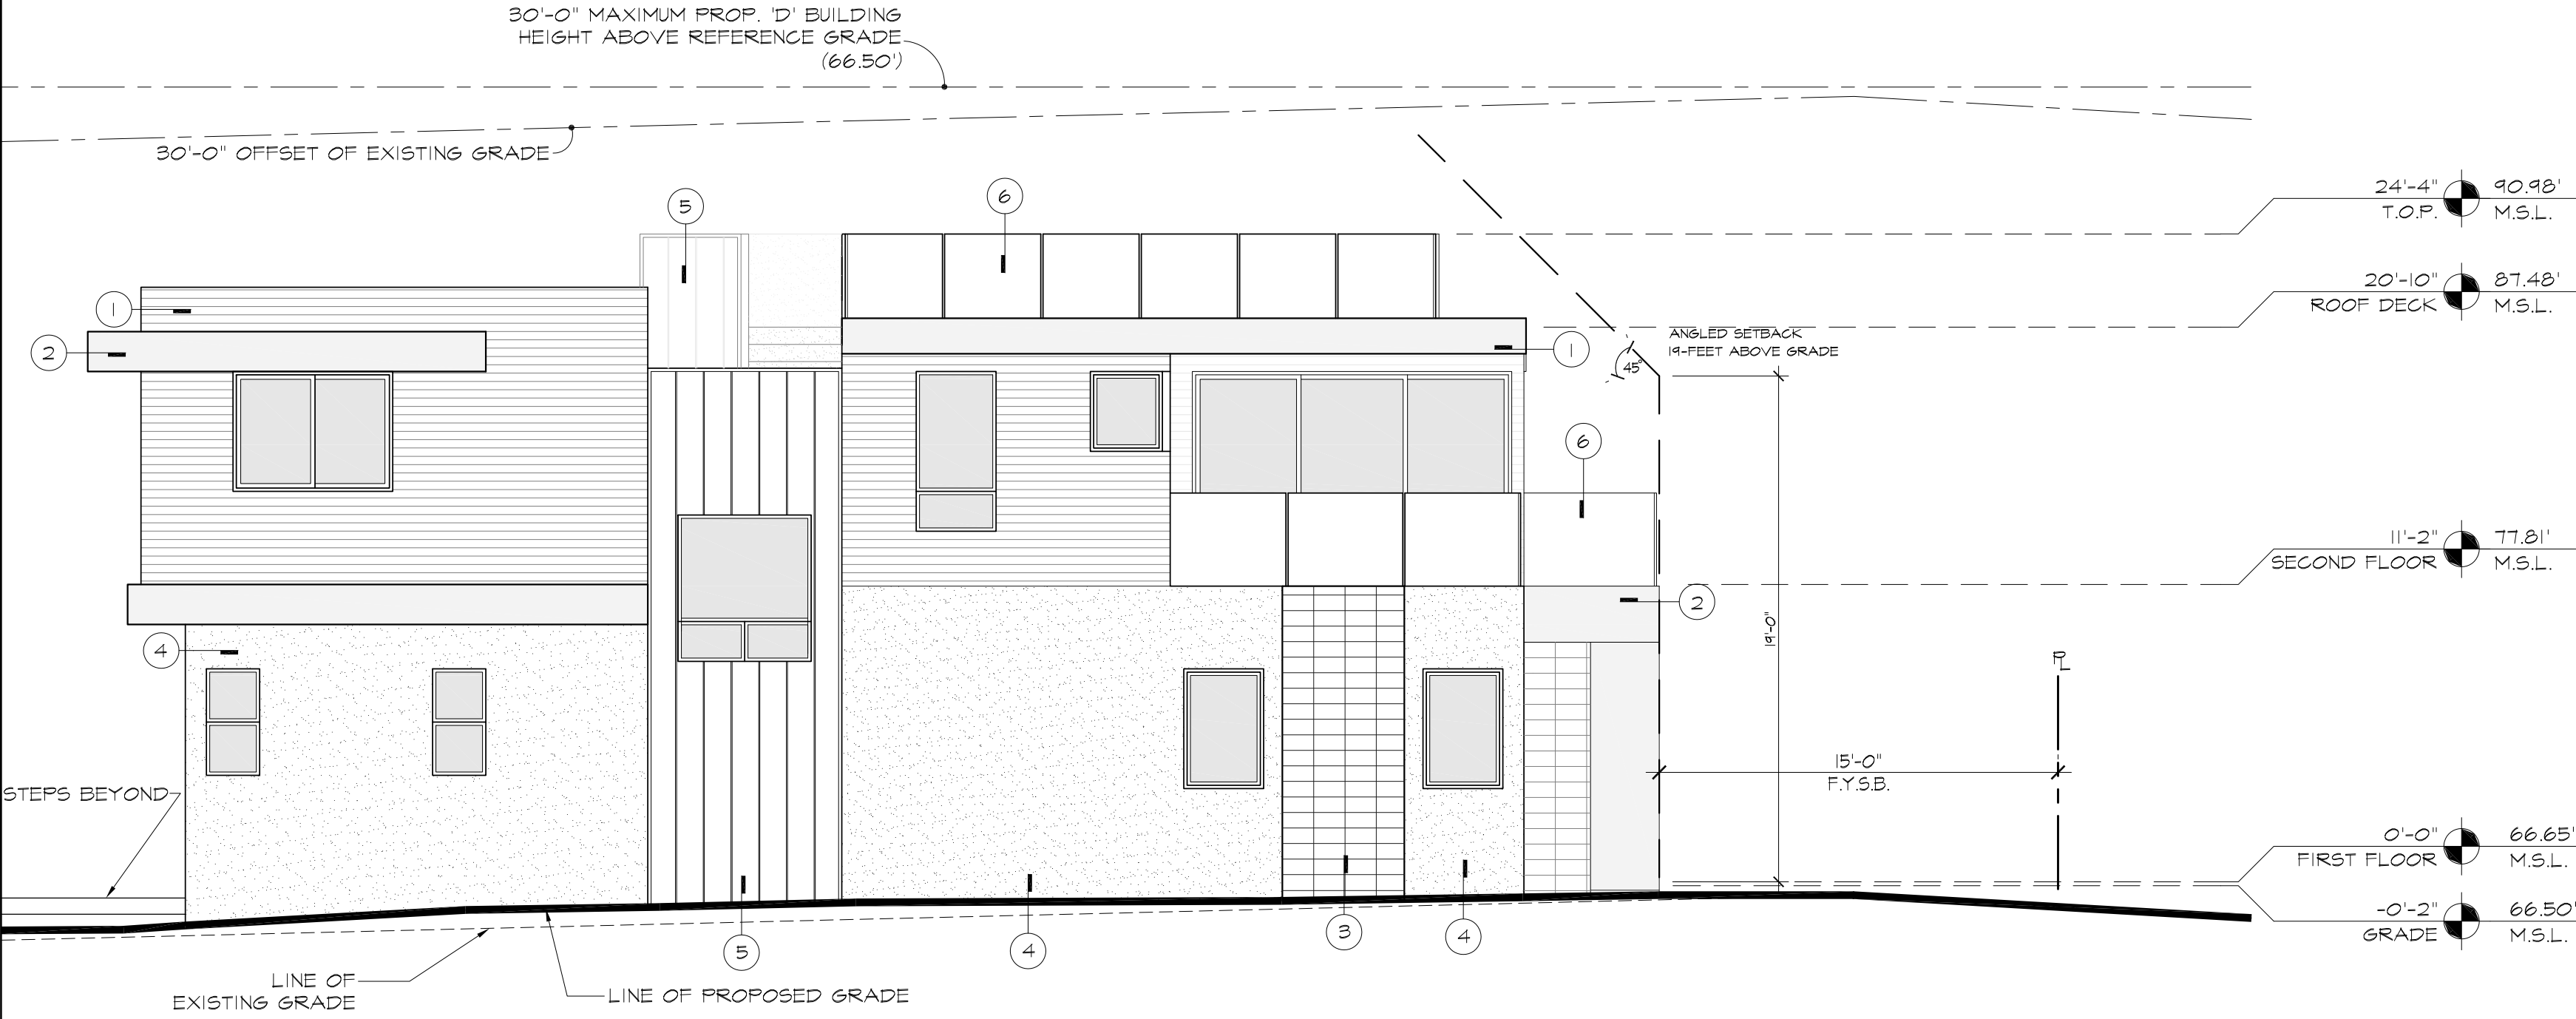 30'-0" MAXIMUM PROP. 'D' BUILDING
HEIGHT ABOVE REFERENCE GRADE
(66.50')
30'-0" OFFSET OF EXISTING GRADE
5
6
24'-4"
90.98'
T.O.P.
M.S.L.
20'-10"
87.48'
ROOF DECK
M.S.L.
1
2
1
ANGLED SETBACK
19-FEET ABOVE GRADE
45°
6
11'-2"
77.81'
SECOND FLOOR
M.S.L.
2
19'-0"
4
PL
15'-0"
F.Y.S.B.
STEPS BEYOND
0'-0"
66.65'
FIRST FLOOR
M.S.L.
-0'-2"
66.50'
GRADE
M.S.L.
5
4
3
4
LINE OF
EXISTING GRADE
LINE OF PROPOSED GRADE